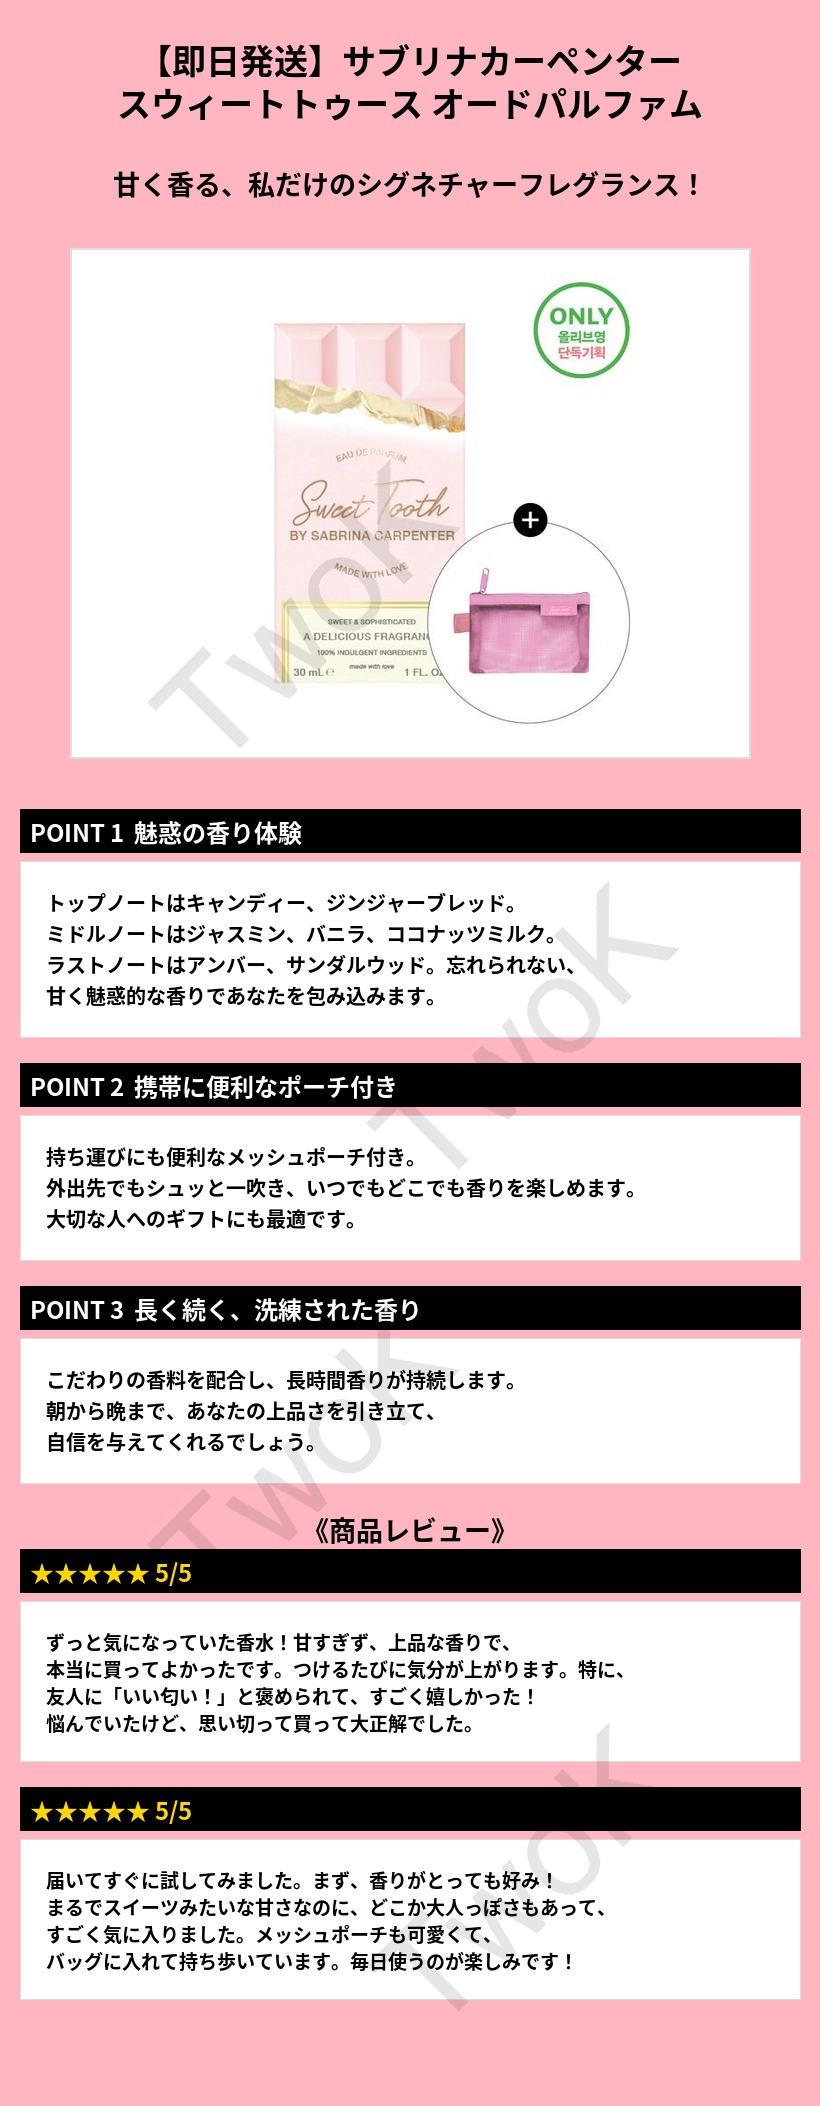 【即日発送】サブリナカーペンター
スウィートトゥース オードパルファム
甘く香る、私だけのシグネチャーフレグランス！
ONLY
올리브영
단독기획
EAU DE PARFUM
Sweet Tooth
BY SABRINA CARPENTER
MADE WITH LOVE
SWEET & SOPHISTICATED
A DELICIOUS FRAGRANC
100% INDULGENT INGREDIENTS
made with love
30 mL ℮ 1 FL. OZ
+
TwoK
POINT 1 魅惑の香り体験
トップノートはキャンディー、ジンジャーブレッド。
ミドルノートはジャスミン、バニラ、ココナッツミルク。
ラストノートはアンバー、サンダルウッド。忘れられない、
甘く魅惑的な香りであなたを包み込みます。
TwoK
POINT 2 携帯に便利なポーチ付き
持ち運びにも便利なメッシュポーチ付き。
外出先でもシュッと一吹き、いつでもどこでも香りを楽しめます。
大切な人へのギフトにも最適です。
POINT 3 長く続く、洗練された香り
こだわりの香料を配合し、長時間香りが持続します。
朝から晩まで、あなたの上品さを引き立て、
自信を与えてくれるでしょう。
TwoK
《商品レビュー》
★★★★★ 5/5
ずっと気になっていた香水！甘すぎず、上品な香りで、
本当に買ってよかったです。つけるたびに気分が上がります。特に、
友人に「いい匂い！」と褒められて、すごく嬉しかった！
悩んでいたけど、思い切って買って大正解でした。
★★★★★ 5/5
届いてすぐに試してみました。まず、香りがとっても好み！
まるでスイーツみたいな甘さなのに、どこか大人っぽさもあって、
すごく気に入りました。メッシュポーチも可愛くて、
バッグに入れて持ち歩いています。毎日使うのが楽しみです！
TwoK